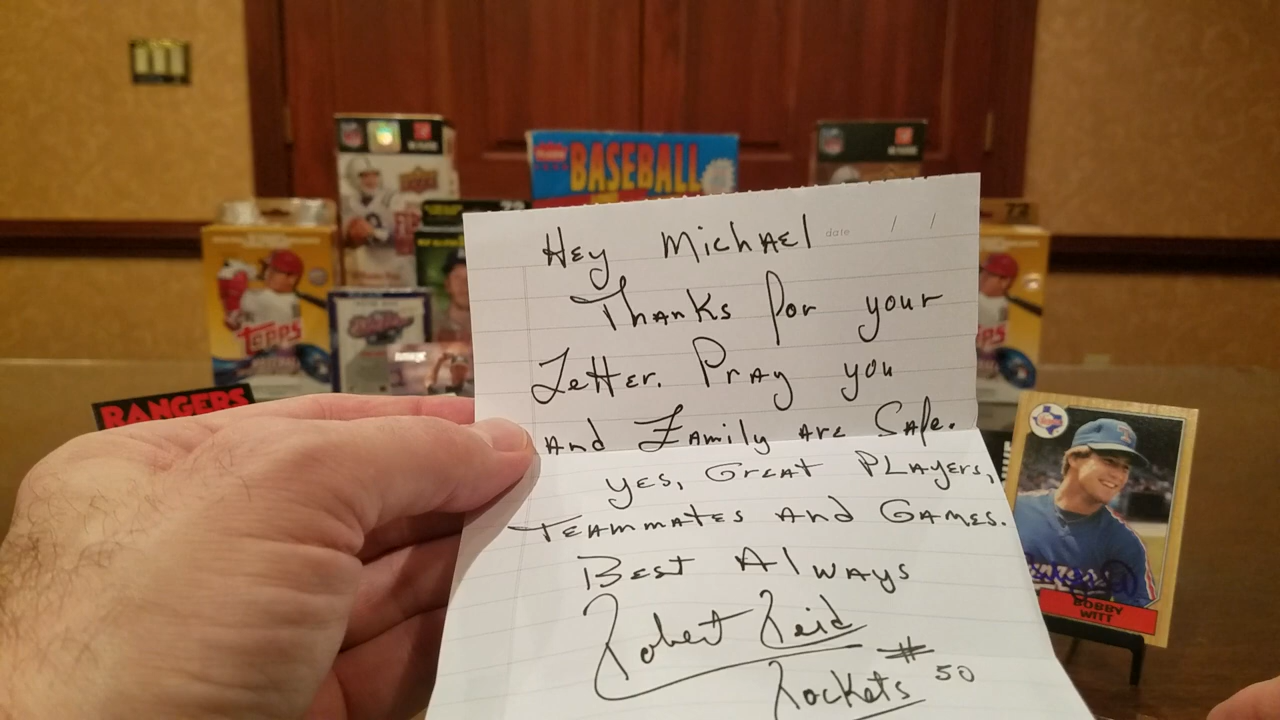 BASEBALL
Topps
RANGERS
date / /
Hey Michael
Thanks for your
Letter. Pray you
and Family are Safe.
Yes, Great Players,
Teammates and Games.
Best Always
Robert Reid
Rockets #50
BOBBY
WITT